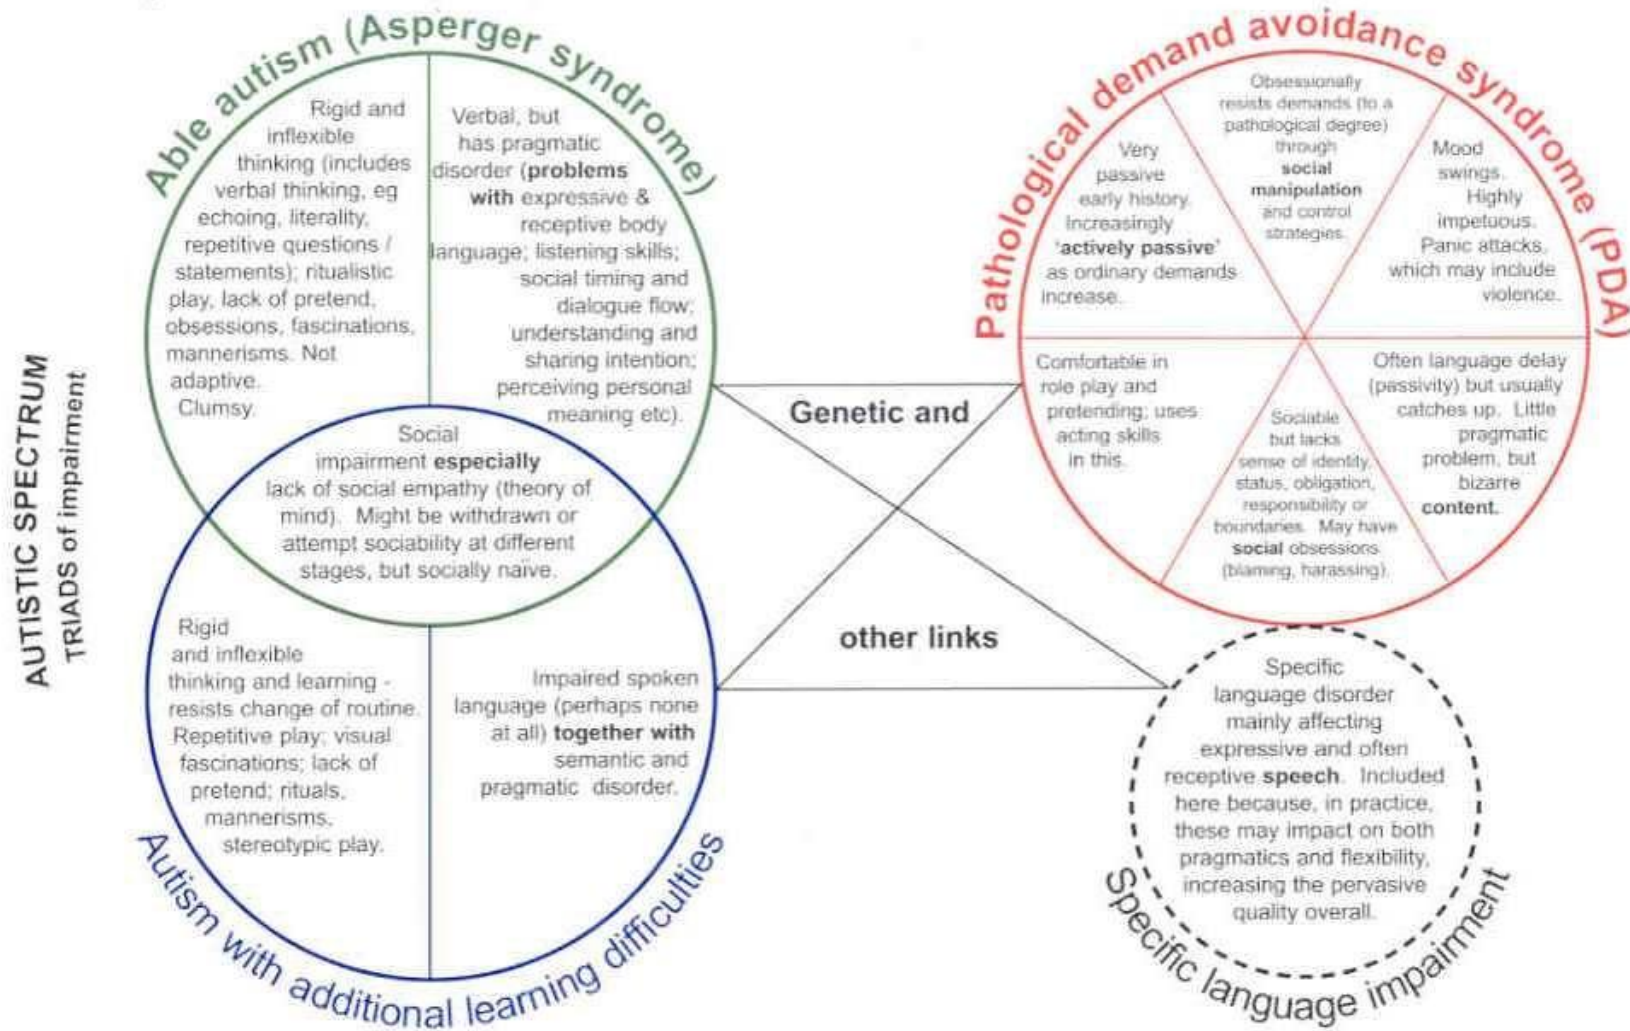 AUTISTIC SPECTRUM
TRIADS of impairment
Able autism (Asperger syndrome)
Rigid and
inflexible
thinking (includes
verbal thinking, eg
echoing, literality,
repetitive questions /
statements); ritualistic
play, lack of pretend,
obsessions, fascinations,
mannerisms. Not
adaptive.
Clumsy.
Verbal, but
has pragmatic
disorder (problems
with expressive &
receptive body
language; listening skills;
social timing and
dialogue flow;
understanding and
sharing intention;
perceiving personal
meaning etc).
Social
impairment especially
lack of social empathy (theory of
mind). Might be withdrawn or
attempt sociability at different
stages, but socially naïve.
Rigid
and inflexible
thinking and learning -
resists change of routine.
Repetitive play; visual
fascinations; lack of
pretend; rituals,
mannerisms,
stereotypic play.
Impaired spoken
language (perhaps none
at all) together with
semantic and
pragmatic disorder.
Autism with additional learning difficulties
Genetic and
other links
Pathological demand avoidance syndrome (PDA)
Very
passive
early history.
Increasingly
'actively passive'
as ordinary demands
increase.
Obsessionally
resists demands (to a
pathological degree)
through
social
manipulation
and control
strategies.
Mood
swings.
Highly
impetuous.
Panic attacks,
which may include
violence.
Comfortable in
role play and
pretending; uses
acting skills
in this.
Sociable
but lacks
sense of identity,
status, obligation,
responsibility or
boundaries. May have
social obsessions
(blaming, harassing).
Often language delay
(passivity) but usually
catches up. Little
pragmatic
problem, but
bizarre
content.
Specific
language disorder
mainly affecting
expressive and often
receptive speech. Included
here because, in practice,
these may impact on both
pragmatics and flexibility,
increasing the pervasive
quality overall.
Specific language impairment